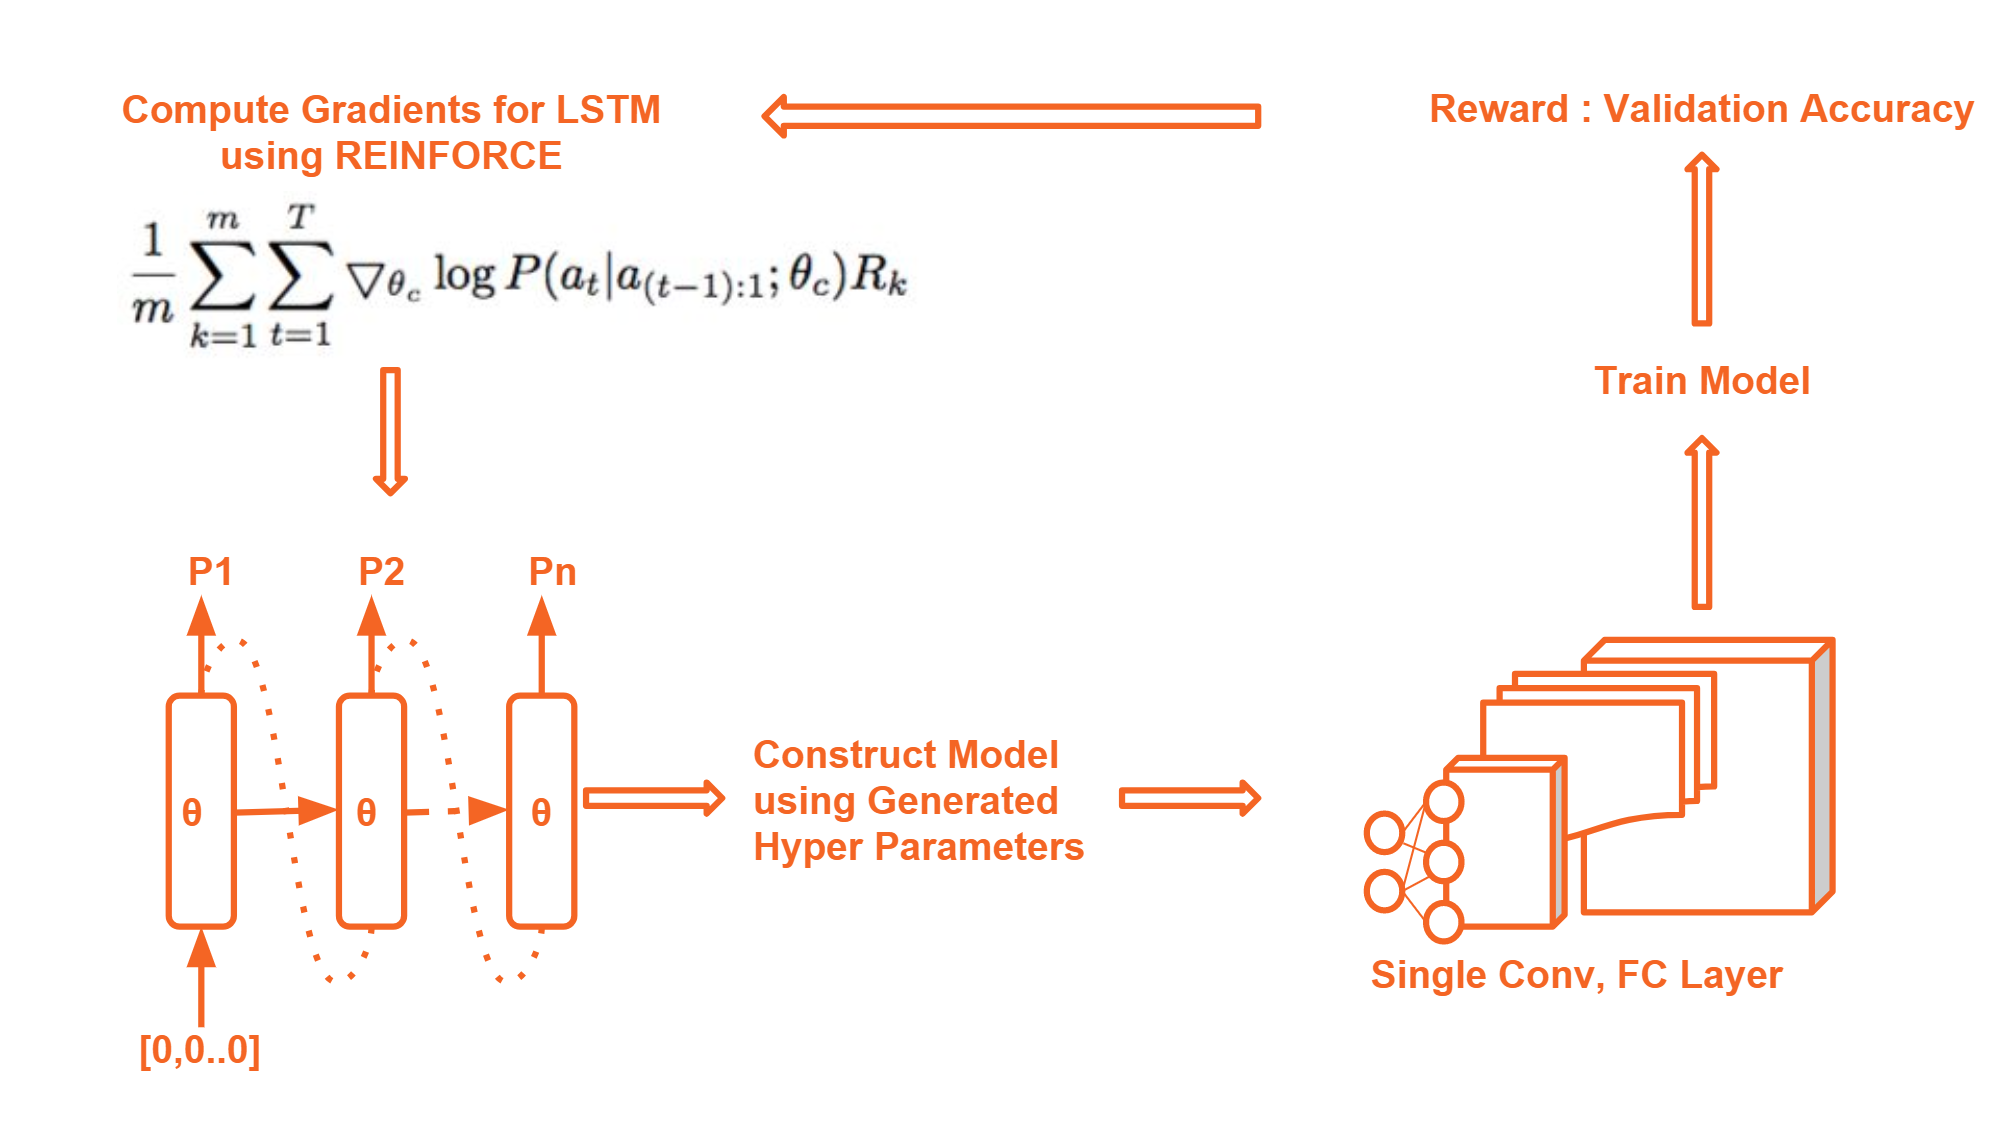 Compute Gradients for LSTM
using REINFORCE
Reward : Validation Accuracy
\frac{1}{m} \sum_{k=1}^{m} \sum_{t=1}^{T} \bigtriangledown_{\theta_c} \log P(a_t|a_{(t-1):1}; \theta_c) R_k
Train Model
P1 P2 Pn
θ θ θ
Construct Model
using Generated
Hyper Parameters
Single Conv, FC Layer
[0,0..0]